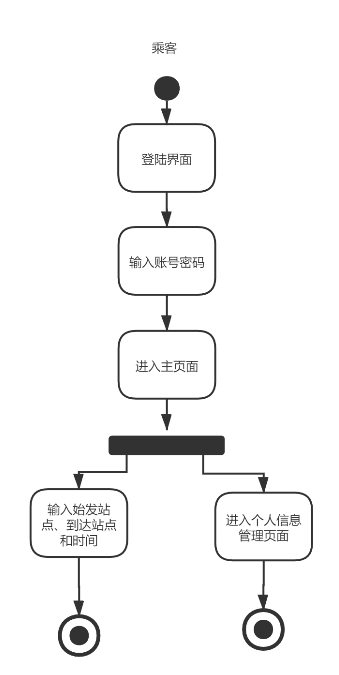 乘客
登陆界面
输入账号密码
进入主页面
输入始发站
点、到达站点
和时间
进入个人信息
管理页面